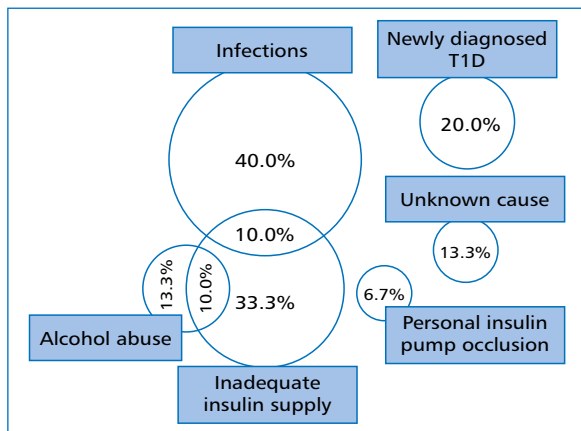 Infections
Newly diagnosed
T1D
40.0%
20.0%
Unknown cause
10.0%
13.3%
13.3%
10.0%
33.3%
6.7%
Alcohol abuse
Personal insulin
pump occlusion
Inadequate
insulin supply